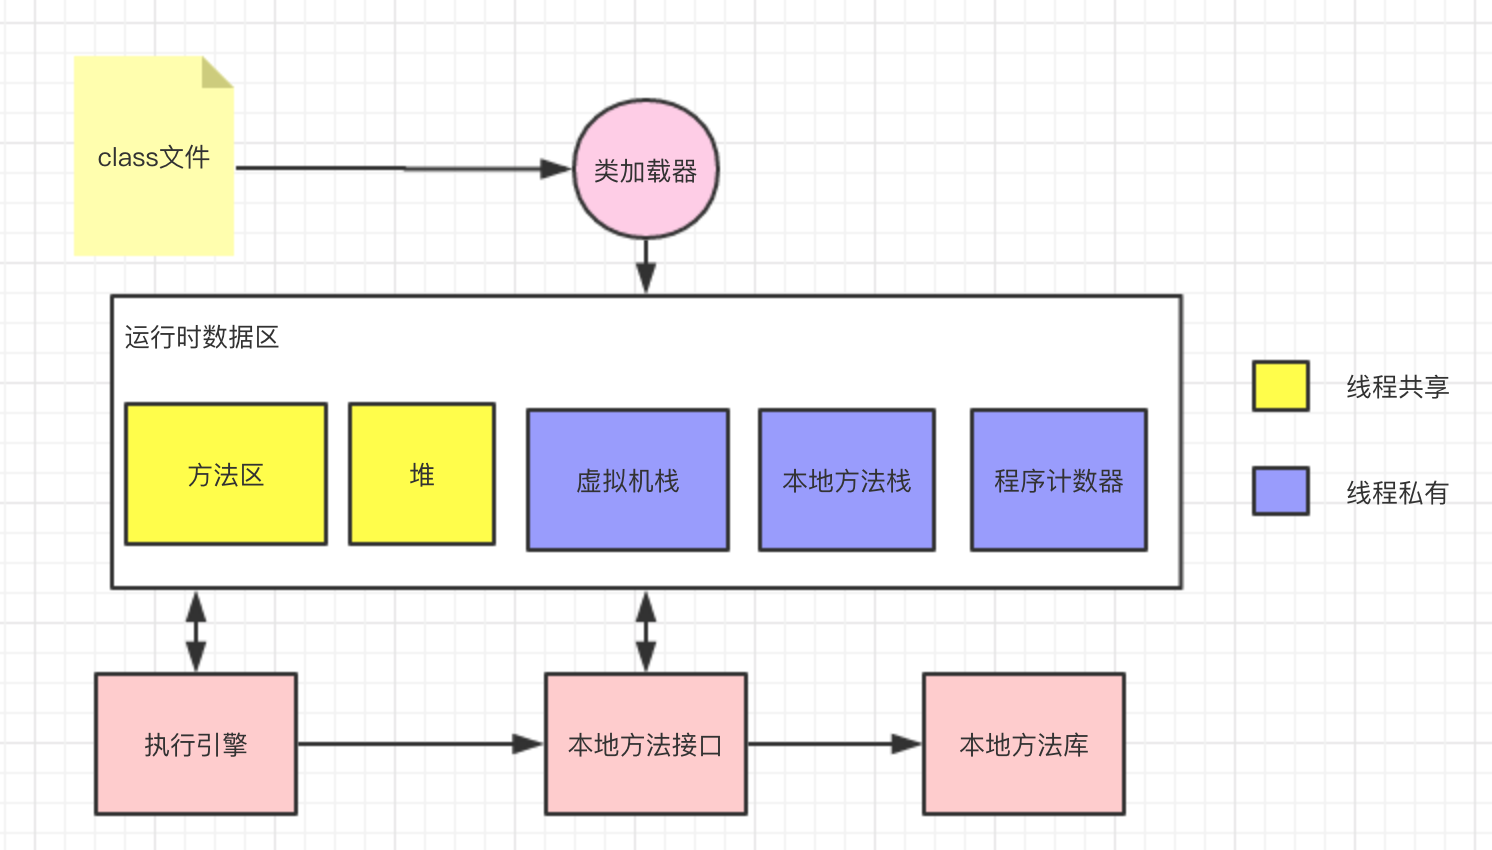 class文件
类加载器
运行时数据区
方法区
堆
虚拟机栈
本地方法栈
程序计数器
线程共享
线程私有
执行引擎
本地方法接口
本地方法库